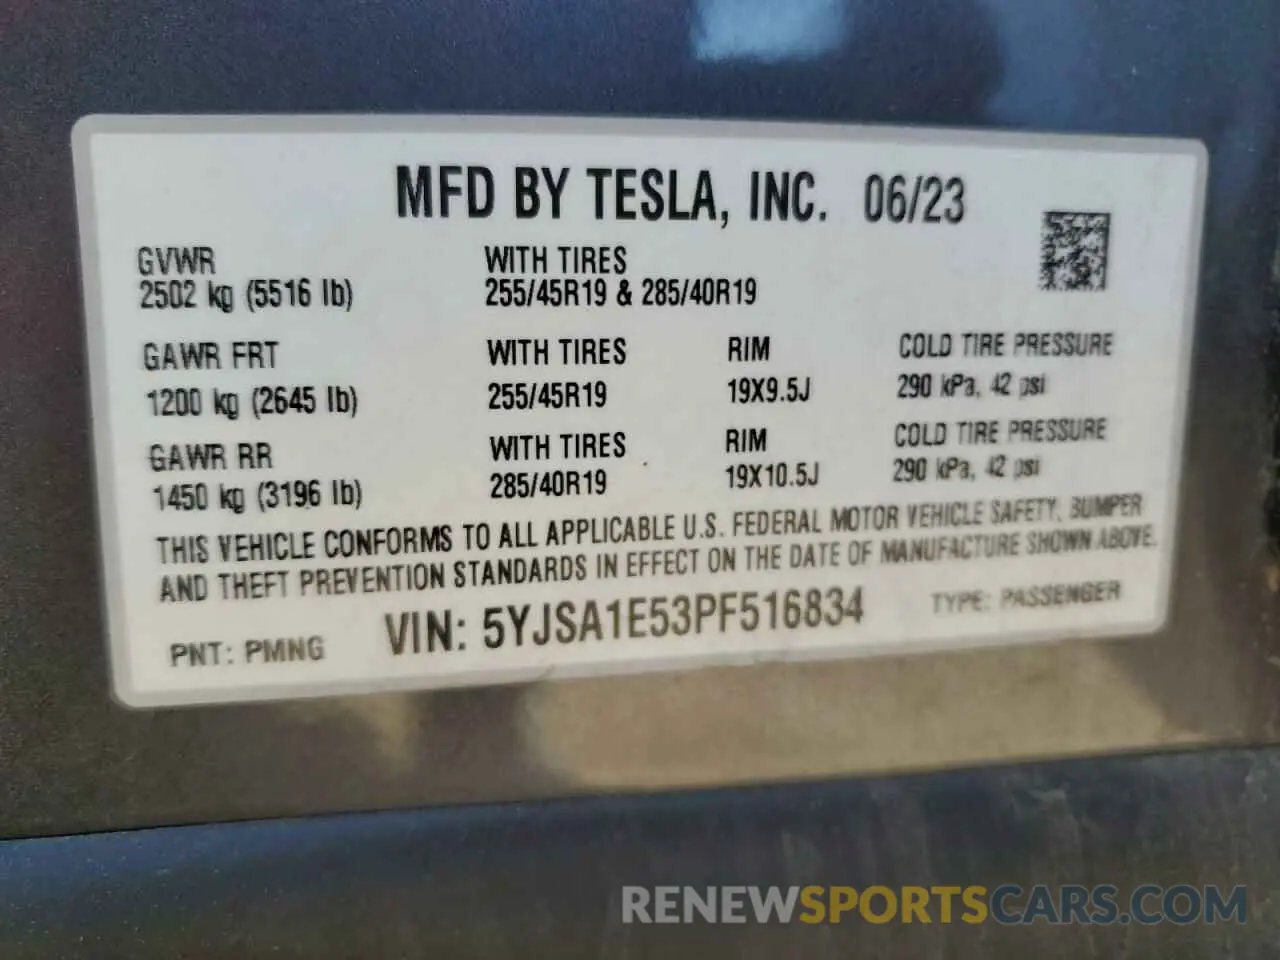 MFD BY TESLA, INC. 06/23
GVWR WITH TIRES
2502 kg (5516 lb) 255/45R19 & 285/40R19
GAWR FRT WITH TIRES RIM COLD TIRE PRESSURE
1200 kg (2645 lb) 255/45R19 19X9.5J 290 kPa, 42 psi
GAWR RR WITH TIRES RIM COLD TIRE PRESSURE
1450 kg (3196 lb) 285/40R19 19X10.5J 290 kPa, 42 psi
THIS VEHICLE CONFORMS TO ALL APPLICABLE U.S. FEDERAL MOTOR VEHICLE SAFETY, BUMPER
AND THEFT PREVENTION STANDARDS IN EFFECT ON THE DATE OF MANUFACTURE SHOWN ABOVE.
PNT: PMNG VIN: 5YJSA1E53PF516834 TYPE: PASSENGER
RENEWSPORTSCARS.COM